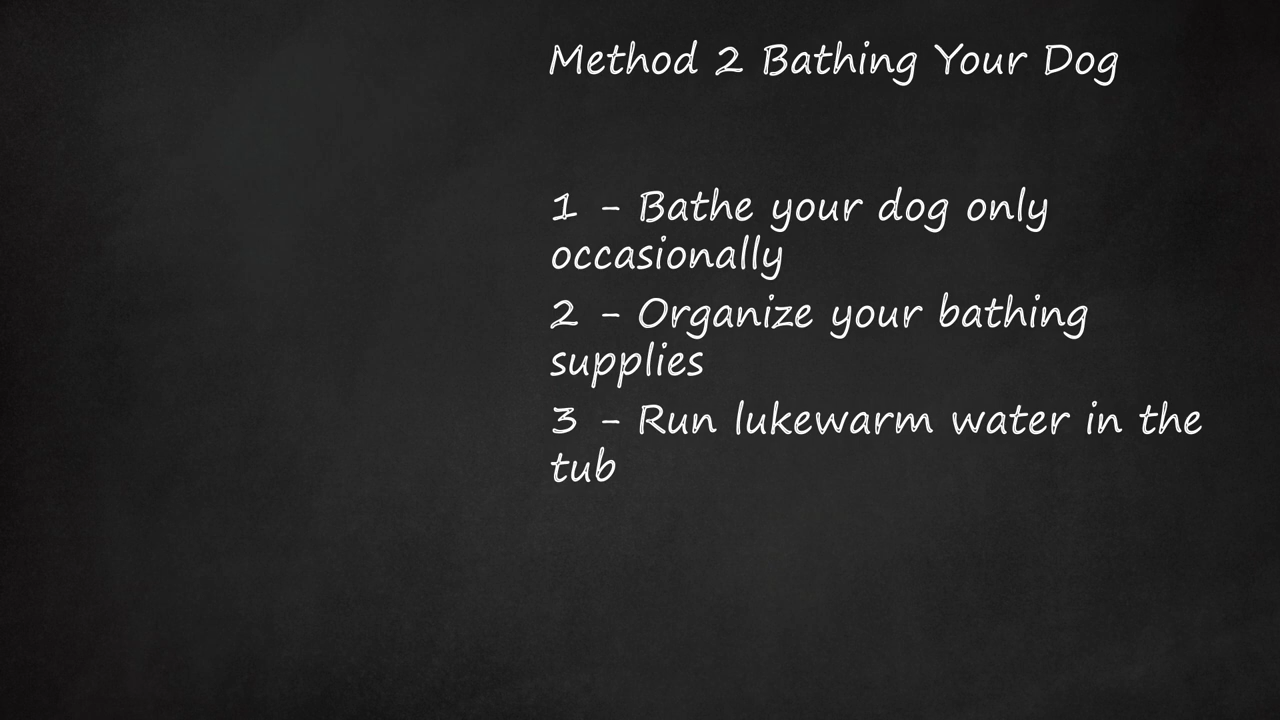 Method 2 Bathing Your Dog
1 - Bathe your dog only
occasionally
2 - Organize your bathing
supplies
3 - Run lukewarm water in the
tub